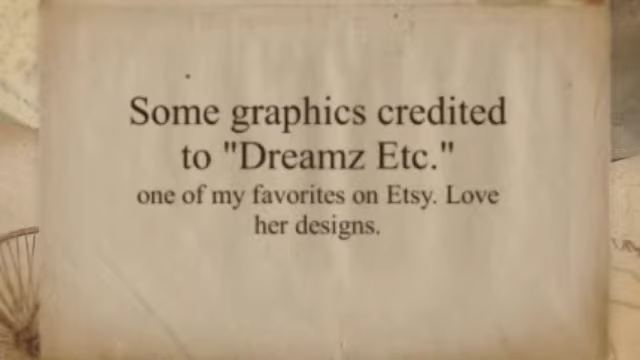 Some graphics credited
to "Dreamz Etc."
one of my favorites on Etsy. Love
her designs.